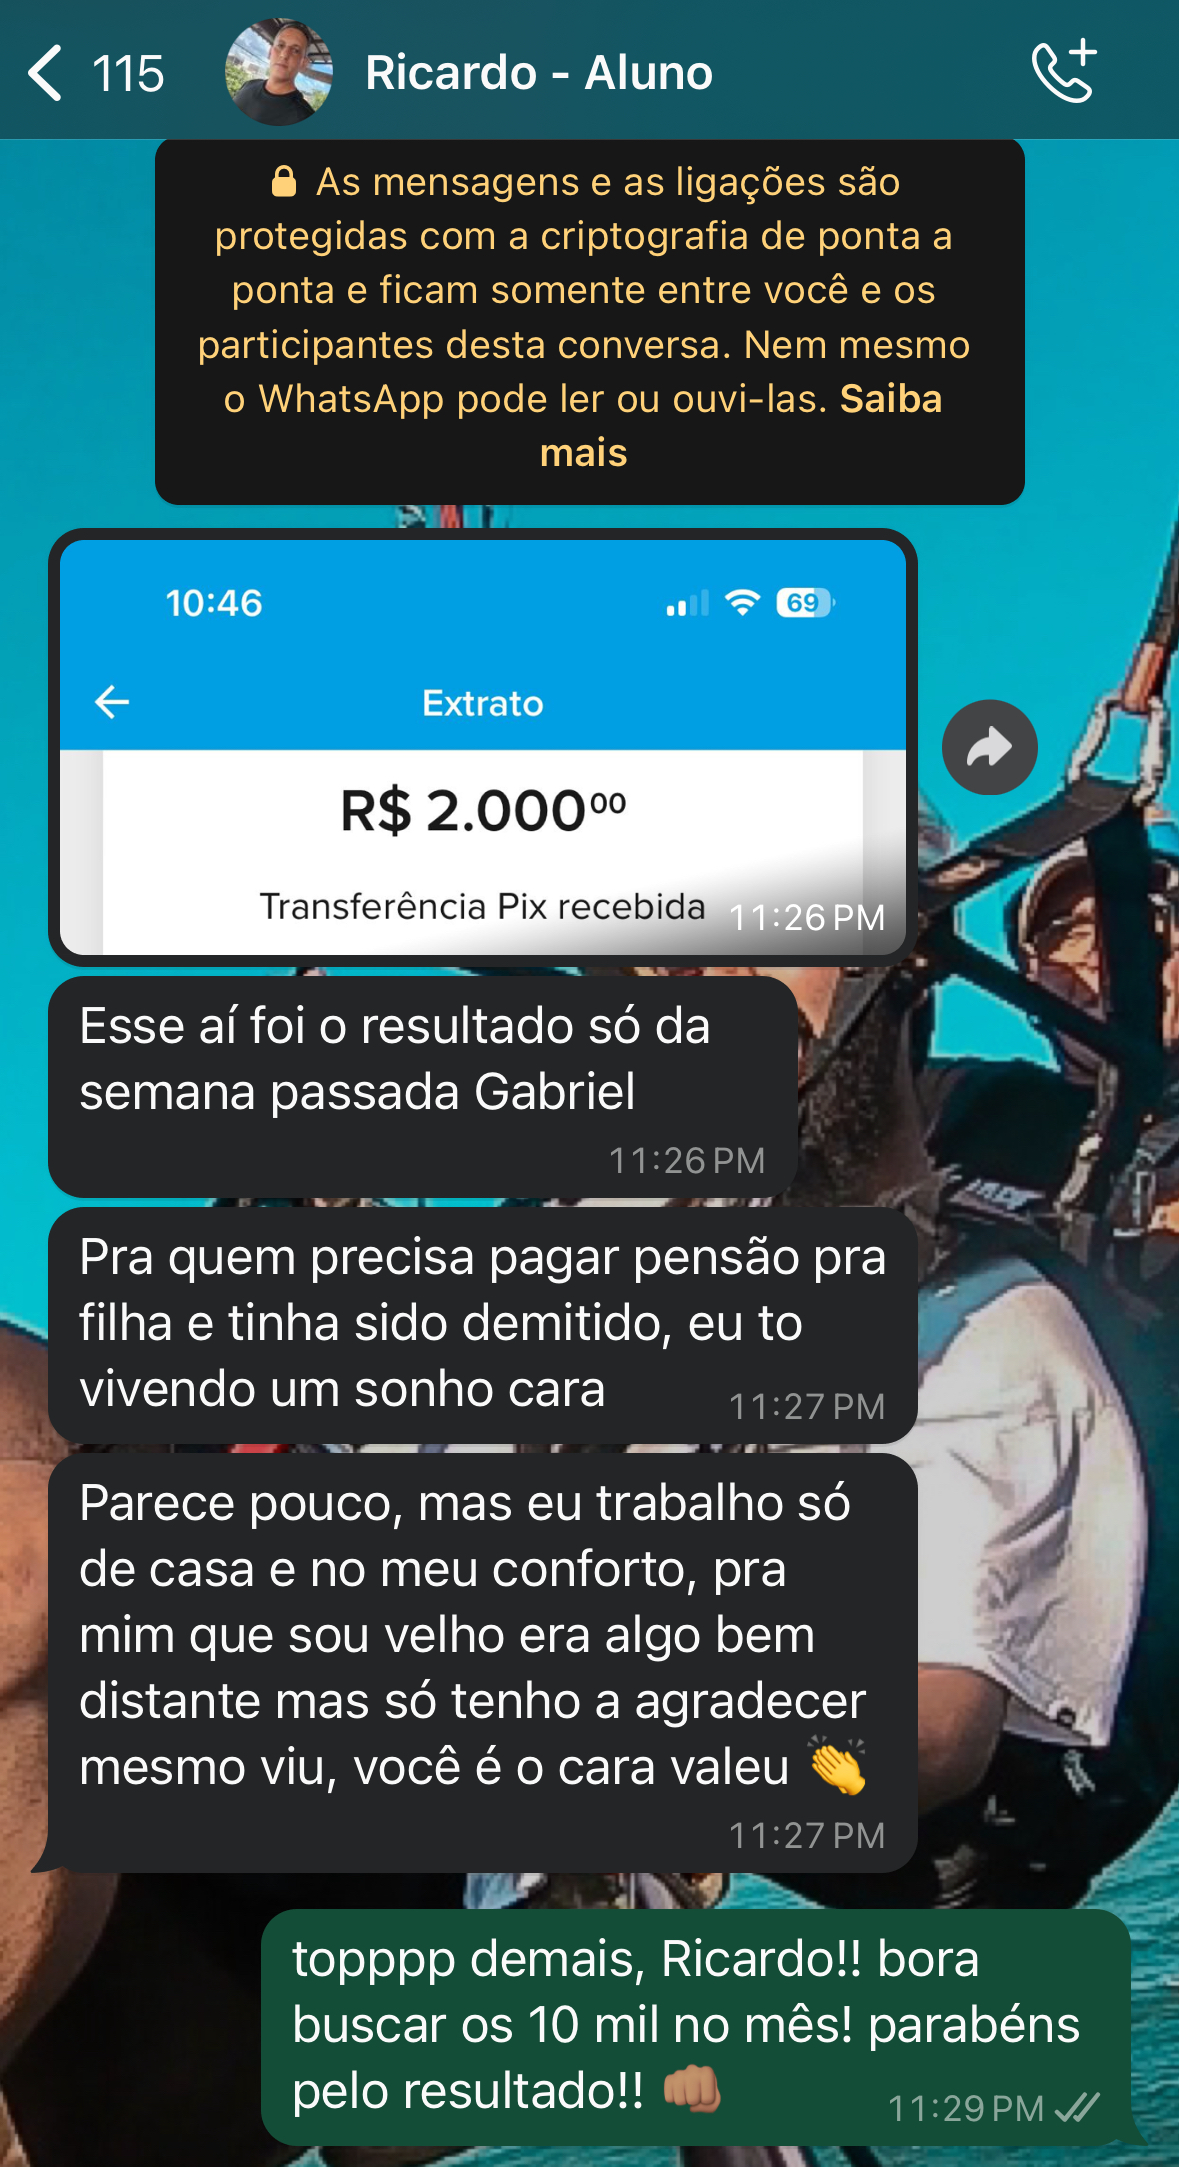 115
Ricardo - Aluno
🔒 As mensagens e as ligações são
protegidas com a criptografia de ponta a
ponta e ficam somente entre você e os
participantes desta conversa. Nem mesmo
o WhatsApp pode ler ou ouvi-las. Saiba
mais
10:46
69
Extrato
R$ 2.000⁰⁰
Transferência Pix recebida
11:26 PM
Esse aí foi o resultado só da
semana passada Gabriel
11:26 PM
Pra quem precisa pagar pensão pra
filha e tinha sido demitido, eu to
vivendo um sonho cara
11:27 PM
Parece pouco, mas eu trabalho só
de casa e no meu conforto, pra
mim que sou velho era algo bem
distante mas só tenho a agradecer
mesmo viu, você é o cara valeu 👏
11:27 PM
topppp demais, Ricardo!! bora
buscar os 10 mil no mês! parabéns
pelo resultado!! 👊🏼
11:29 PM